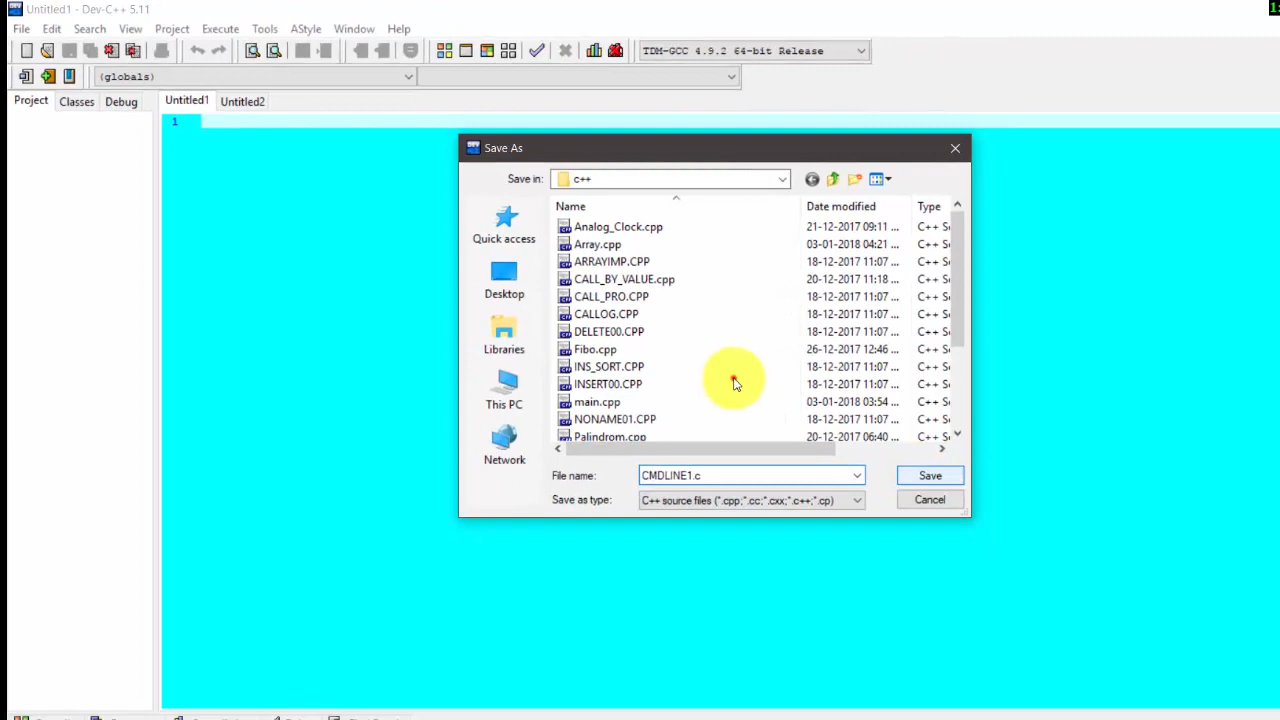 Untitled1 - Dev-C++ 5.11
File Edit Search View Project Execute Tools AStyle Window Help
TDM-GCC 4.9.2 64-bit Release
(globals)
Project Classes Debug Untitled1 Untitled2
1
Save As
Save in: c++
Name Date modified Type
Quick access
Desktop
Libraries
This PC
Network
Analog_Clock.cpp 21-12-2017 09:11 ... C++ S
Array.cpp 03-01-2018 04:21 ... C++ S
ARRAYIMP.CPP 18-12-2017 11:07 ... C++ S
CALL_BY_VALUE.cpp 20-12-2017 11:18 ... C++ S
CALL_PRO.CPP 18-12-2017 11:07 ... C++ S
CALLOG.CPP 18-12-2017 11:07 ... C++ S
DELETE00.CPP 18-12-2017 11:07 ... C++ S
Fibo.cpp 26-12-2017 12:46 ... C++ S
INS_SORT.CPP 18-12-2017 11:07 ... C++ S
INSERT00.CPP 18-12-2017 11:07 ... C++ S
main.cpp 03-01-2018 03:54 ... C++ S
NONAME01.CPP 18-12-2017 11:07 ... C++ S
Palindrom.cpp 20-12-2017 06:40 ... C++ S
File name: CMDLINE1.c Save
Save as type: C++ source files (*.cpp;*.cc;*.cxx;*.c++;*.cp) Cancel